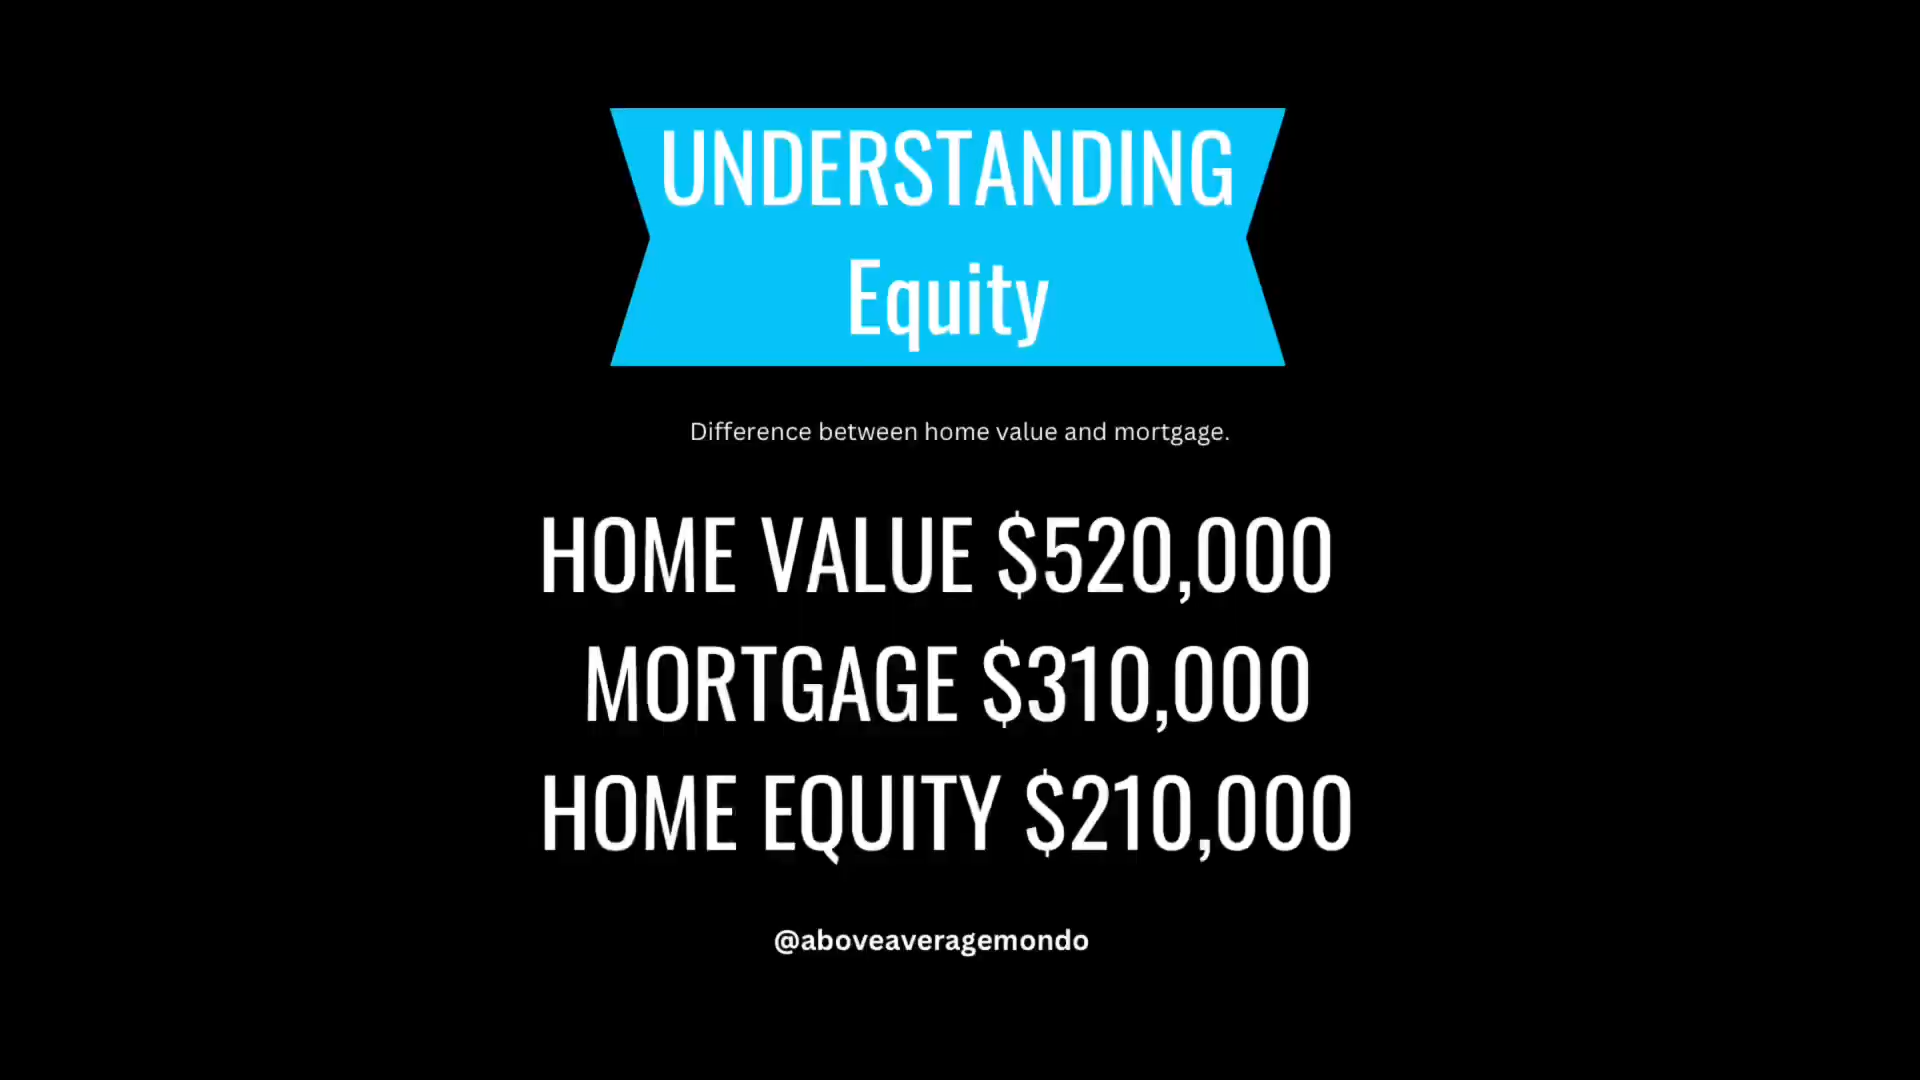 UNDERSTANDING
Equity
Difference between home value and mortgage.
HOME VALUE $520,000
MORTGAGE $310,000
HOME EQUITY $210,000
@aboveaveragemondo